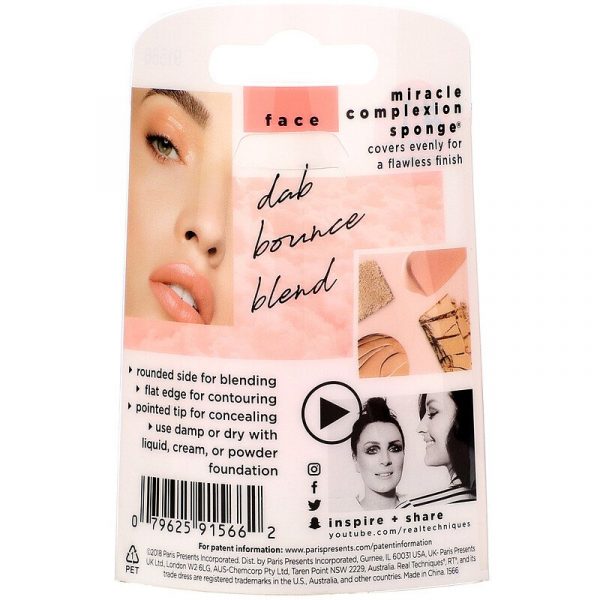 face
miracle
complexion
sponge®
covers evenly for
a flawless finish
dab
bounce
blend
▸ rounded side for blending
▸ flat edge for contouring
▸ pointed tip for concealing
▸ use damp or dry with
liquid, cream, or powder
foundation
inspire + share
youtube.com/realtechniques
0 79625 91566 2
For patent information: www.parispresents.com/patentinformation
PET
©2018 Paris Presents Incorporated. Dist. by Paris Presents Incorporated, Gurnee, IL 60031 USA, UK- Paris Presents
UK Ltd, London W2 6LG, AUS-Chemcorp Pty Ltd, Taren Point NSW 2229, Australia. Real Techniques®, RT®, and its
trade dress are registered trademarks in the U.S., Australia, and other countries. Made in China. 1566